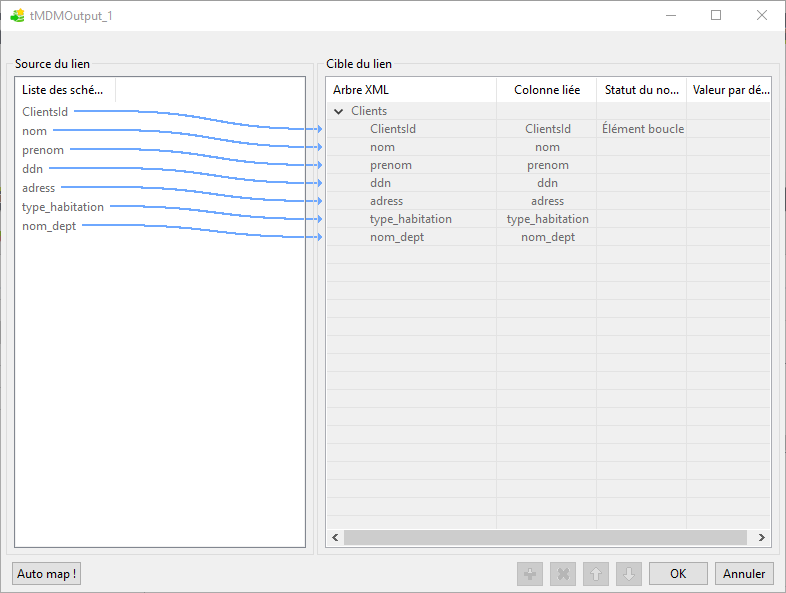 tMDMOutput_1
Source du lien
Cible du lien
Liste des sché...
ClientsId
nom
prenom
ddn
adress
type_habitation
nom_dept
Arbre XML Colonne liée Statut du no... Valeur par dé...
Clients
ClientsId ClientsId Élément boucle
nom nom
prenom prenom
ddn ddn
adress adress
type_habitation type_habitation
nom_dept nom_dept
Auto map !
OK
Annuler